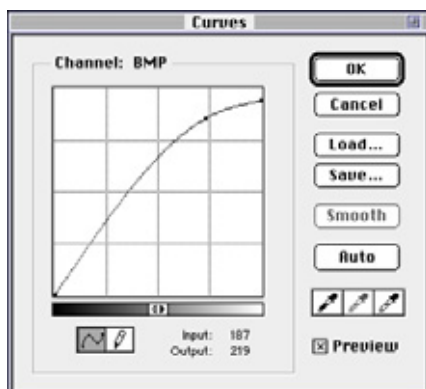 Curves
Channel: BMP
OK
Cancel
Load...
Save...
Smooth
Auto
Input: 187
Output: 219
Preview